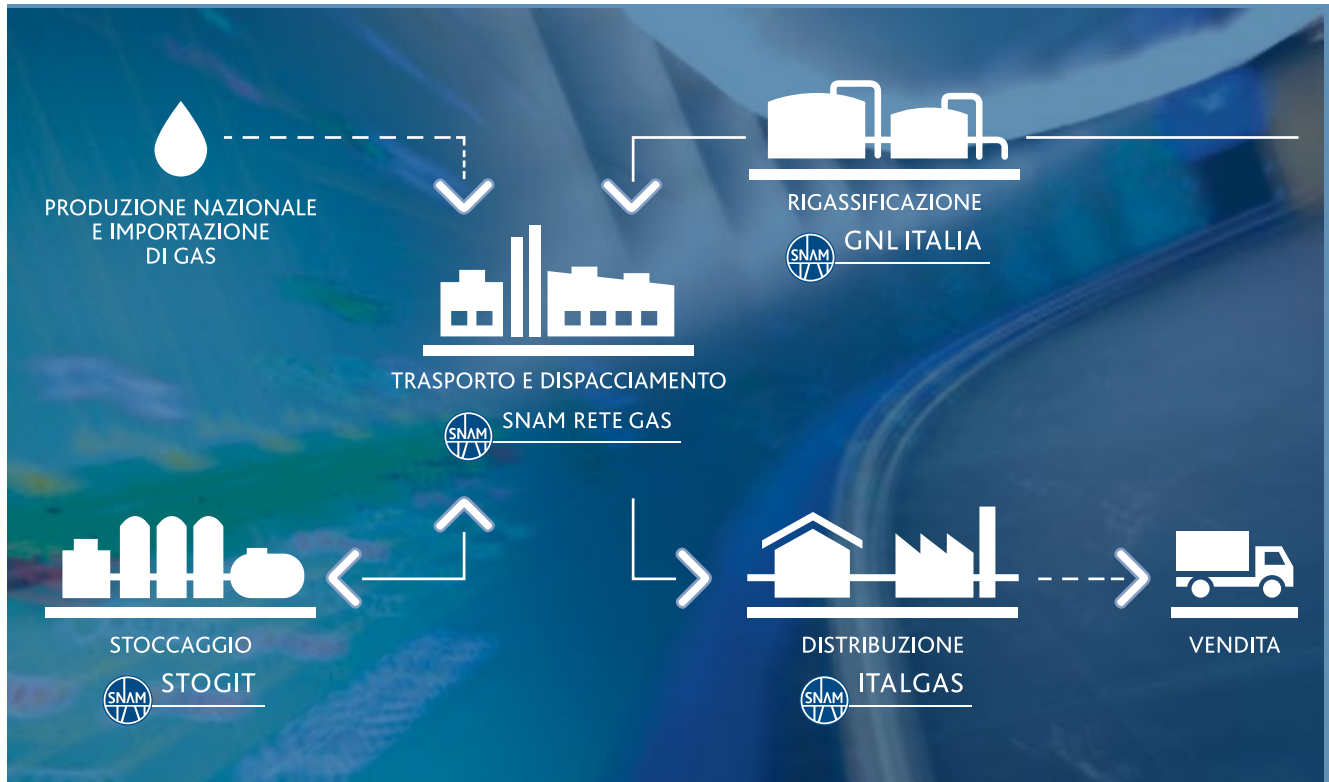 PRODUZIONE NAZIONALE
E IMPORTAZIONE
DI GAS
RIGASSIFICAZIONE
SNAM GNL ITALIA
TRASPORTO E DISPACCIAMENTO
SNAM SNAM RETE GAS
STOCCAGGIO
SNAM STOGIT
DISTRIBUZIONE
SNAM ITALGAS
VENDITA